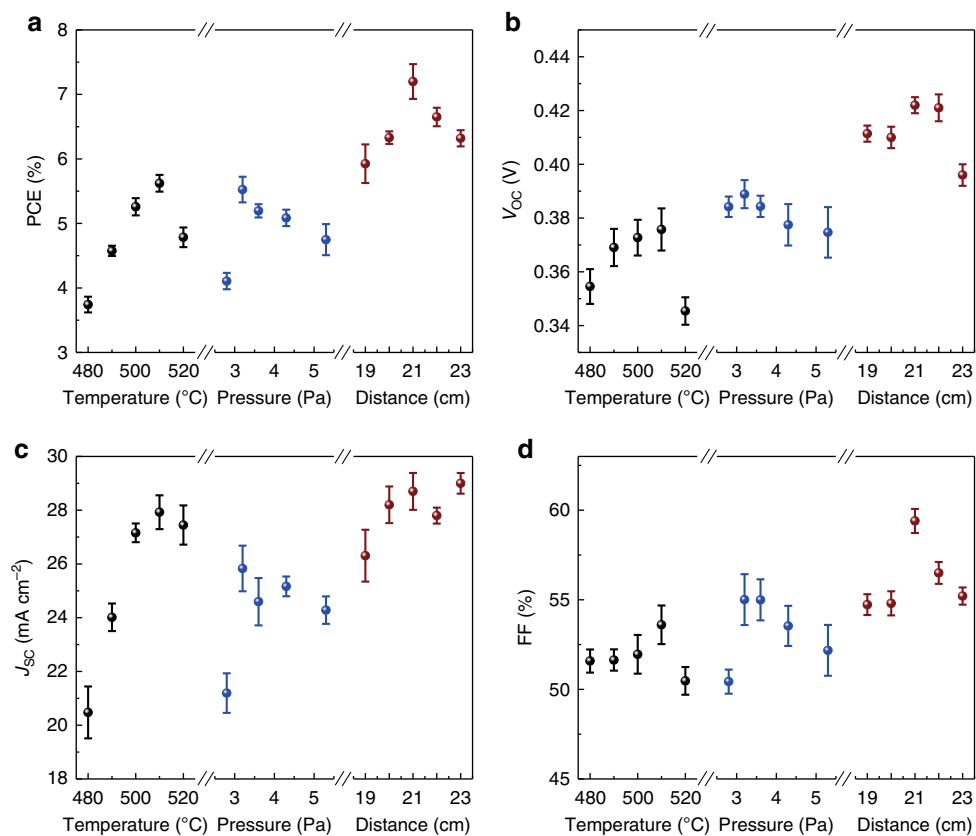 a
8
7
6
5
4
3
PCE (%)
480 500 520 3 4 5 19 21 23
Temperature (°C) Pressure (Pa) Distance (cm)
b
0.44
0.42
0.40
0.38
0.36
0.34
V_OC (V)
480 500 520 3 4 5 19 21 23
Temperature (°C) Pressure (Pa) Distance (cm)
c
30
28
26
24
22
20
18
J_SC (mA cm⁻²)
480 500 520 3 4 5 19 21 23
Temperature (°C) Pressure (Pa) Distance (cm)
d
60
55
50
45
FF (%)
480 500 520 3 4 5 19 21 23
Temperature (°C) Pressure (Pa) Distance (cm)